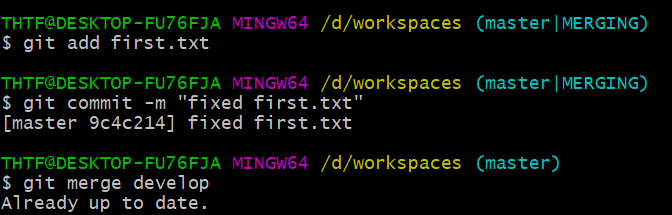 THTF@DESKTOP-FU76FJA MINGW64 /d/workspaces (master|MERGING)
$ git add first.txt
THTF@DESKTOP-FU76FJA MINGW64 /d/workspaces (master|MERGING)
$ git commit -m "fixed first.txt"
[master 9c4c214] fixed first.txt
THTF@DESKTOP-FU76FJA MINGW64 /d/workspaces (master)
$ git merge develop
Already up to date.